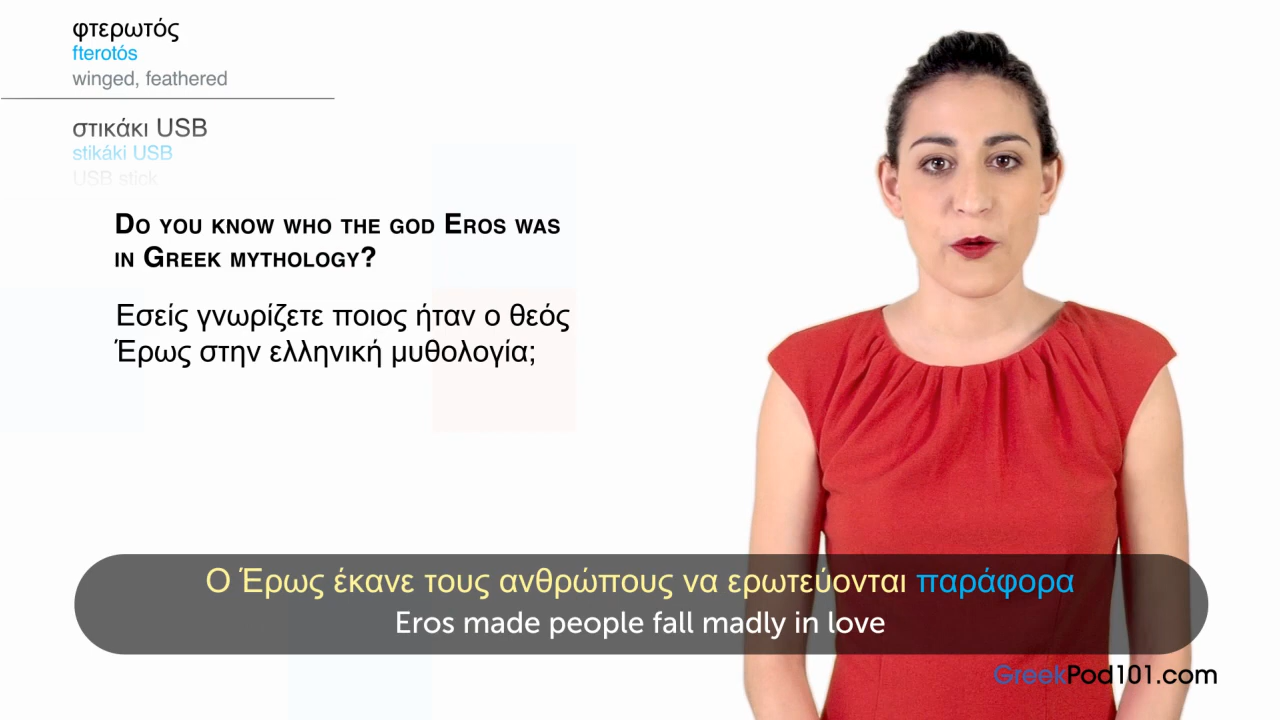 φτερωτός
fterotós
winged, feathered
στικάκι USB
stikáki USB
USB stick
Do you know who the god Eros was
in Greek mythology?
Εσείς γνωρίζετε ποιος ήταν ο θεός
Έρως στην ελληνική μυθολογία;
Ο Έρως έκανε τους ανθρώπους να ερωτεύονται παράφορα
Eros made people fall madly in love
GreekPod101.com